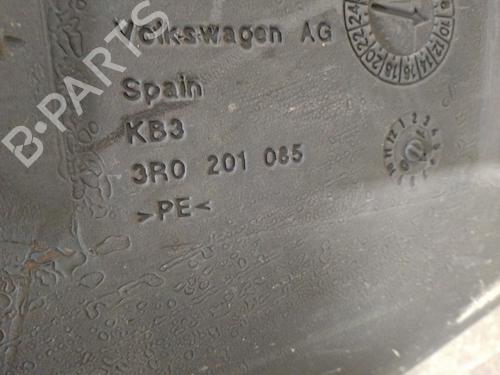 Volkswagen AG
Spain
KB3
3R0 201 085
>PE<
B-PARTS